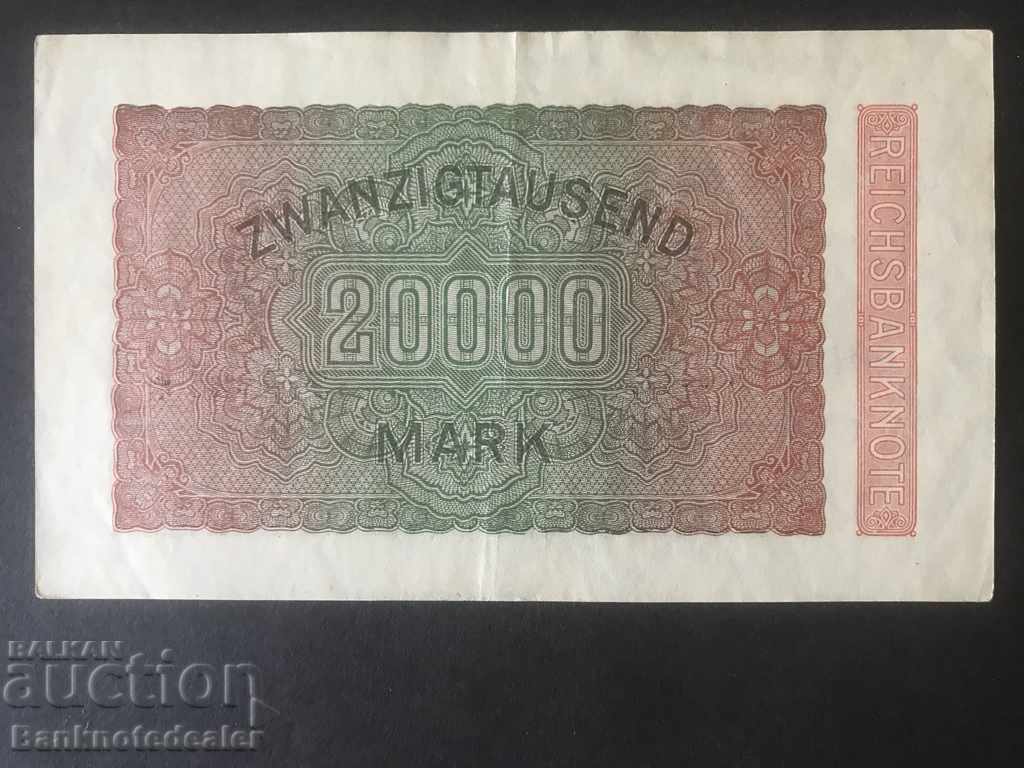 ZWANZIGTAUSEND
20000
MARK
REICHSBANKNOTE
BALKAN
auction
Banknotedealer